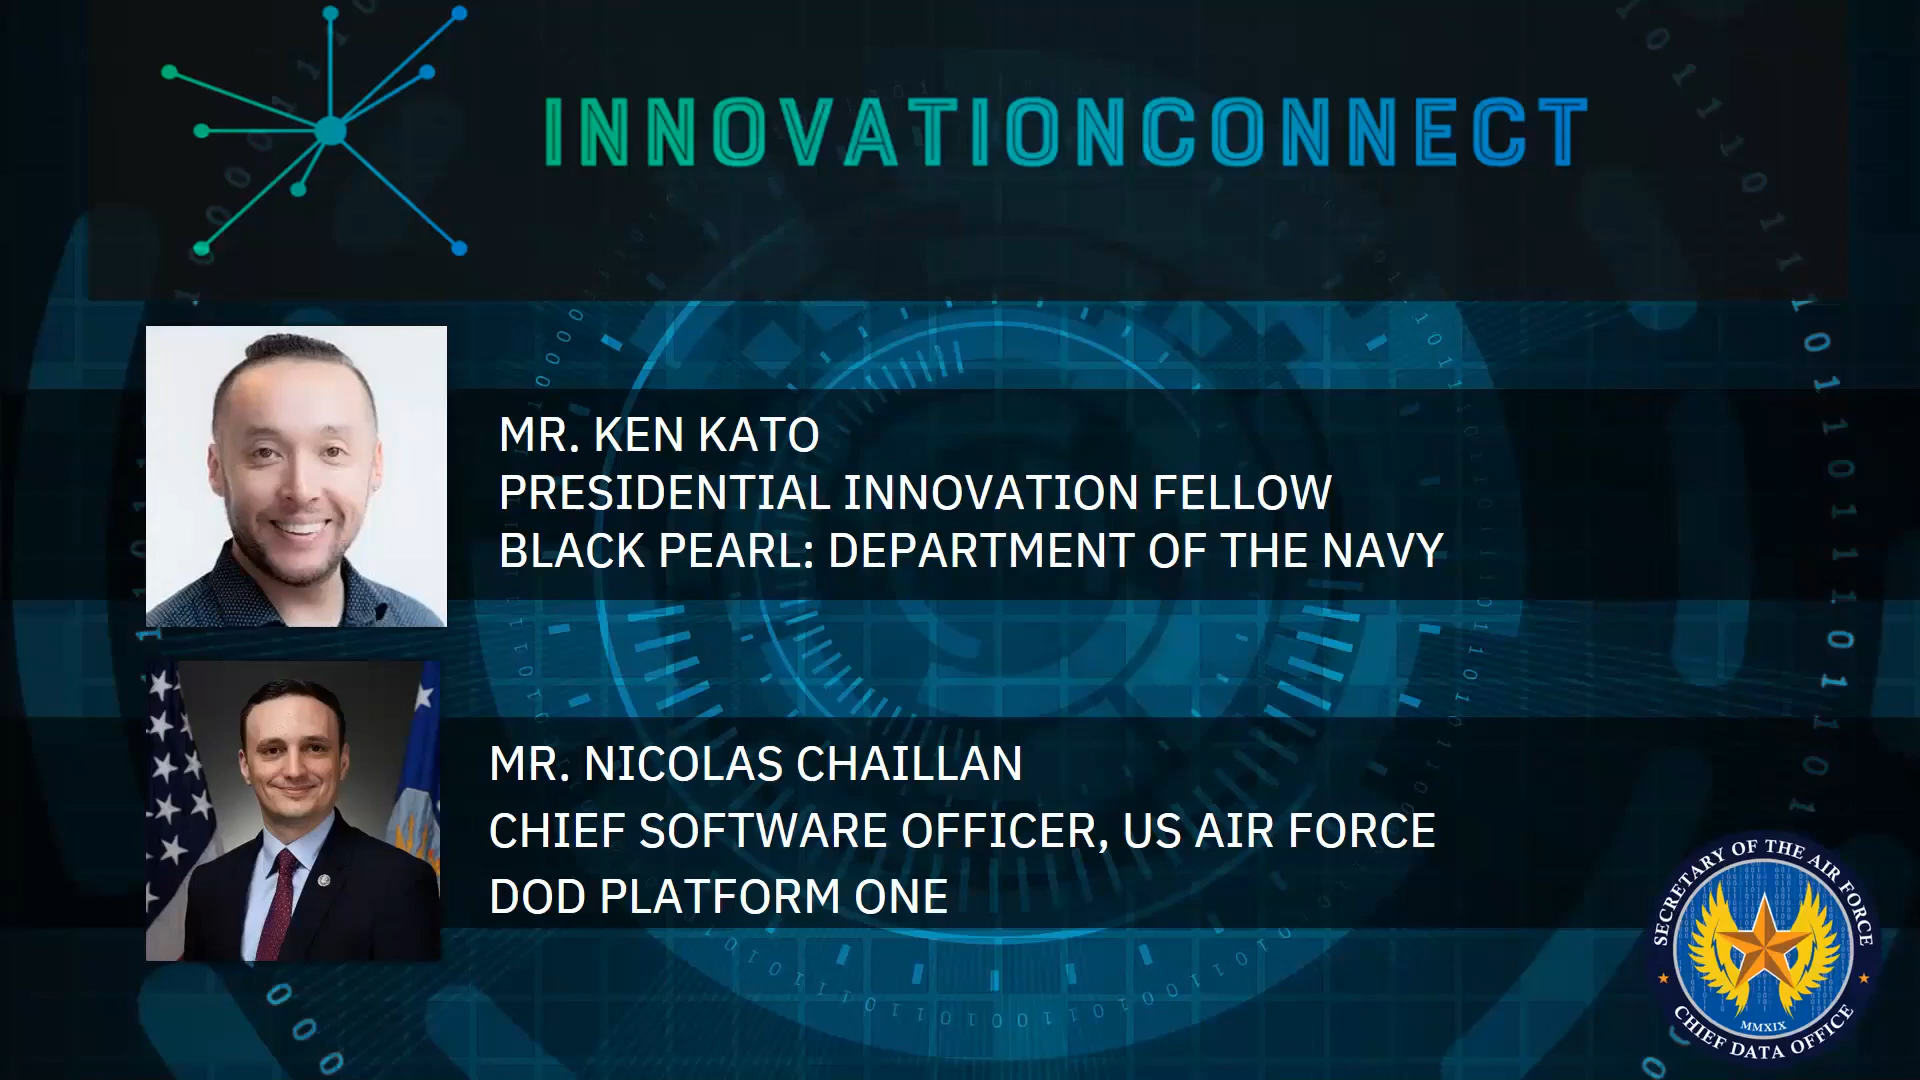 INNOVATIONCONNECT
MR. KEN KATO
PRESIDENTIAL INNOVATION FELLOW
BLACK PEARL: DEPARTMENT OF THE NAVY
MR. NICOLAS CHAILLAN
CHIEF SOFTWARE OFFICER, US AIR FORCE
DOD PLATFORM ONE
SECRETARY OF THE AIR FORCE
MMXIX
CHIEF DATA OFFICE